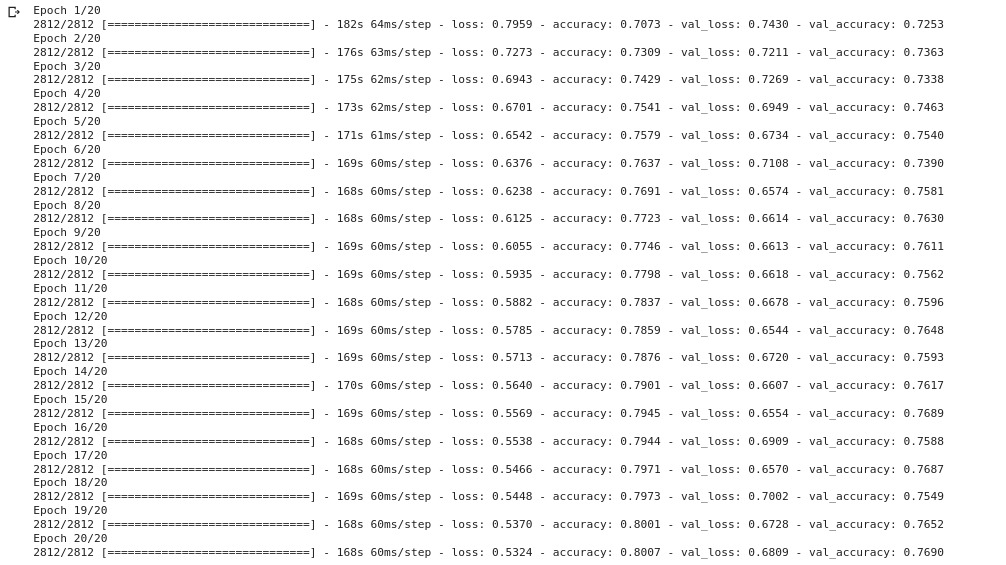 Epoch 1/20
2812/2812 [==============================] - 182s 64ms/step - loss: 0.7959 - accuracy: 0.7073 - val_loss: 0.7430 - val_accuracy: 0.7253
Epoch 2/20
2812/2812 [==============================] - 176s 63ms/step - loss: 0.7273 - accuracy: 0.7309 - val_loss: 0.7211 - val_accuracy: 0.7363
Epoch 3/20
2812/2812 [==============================] - 175s 62ms/step - loss: 0.6943 - accuracy: 0.7429 - val_loss: 0.7269 - val_accuracy: 0.7338
Epoch 4/20
2812/2812 [==============================] - 173s 62ms/step - loss: 0.6701 - accuracy: 0.7541 - val_loss: 0.6949 - val_accuracy: 0.7463
Epoch 5/20
2812/2812 [==============================] - 171s 61ms/step - loss: 0.6542 - accuracy: 0.7579 - val_loss: 0.6734 - val_accuracy: 0.7540
Epoch 6/20
2812/2812 [==============================] - 169s 60ms/step - loss: 0.6376 - accuracy: 0.7637 - val_loss: 0.7108 - val_accuracy: 0.7390
Epoch 7/20
2812/2812 [==============================] - 168s 60ms/step - loss: 0.6238 - accuracy: 0.7691 - val_loss: 0.6574 - val_accuracy: 0.7581
Epoch 8/20
2812/2812 [==============================] - 168s 60ms/step - loss: 0.6125 - accuracy: 0.7723 - val_loss: 0.6614 - val_accuracy: 0.7630
Epoch 9/20
2812/2812 [==============================] - 169s 60ms/step - loss: 0.6055 - accuracy: 0.7746 - val_loss: 0.6613 - val_accuracy: 0.7611
Epoch 10/20
2812/2812 [==============================] - 169s 60ms/step - loss: 0.5935 - accuracy: 0.7798 - val_loss: 0.6618 - val_accuracy: 0.7562
Epoch 11/20
2812/2812 [==============================] - 168s 60ms/step - loss: 0.5882 - accuracy: 0.7837 - val_loss: 0.6678 - val_accuracy: 0.7596
Epoch 12/20
2812/2812 [==============================] - 169s 60ms/step - loss: 0.5785 - accuracy: 0.7859 - val_loss: 0.6544 - val_accuracy: 0.7648
Epoch 13/20
2812/2812 [==============================] - 169s 60ms/step - loss: 0.5713 - accuracy: 0.7876 - val_loss: 0.6720 - val_accuracy: 0.7593
Epoch 14/20
2812/2812 [==============================] - 170s 60ms/step - loss: 0.5640 - accuracy: 0.7901 - val_loss: 0.6607 - val_accuracy: 0.7617
Epoch 15/20
2812/2812 [==============================] - 169s 60ms/step - loss: 0.5569 - accuracy: 0.7945 - val_loss: 0.6554 - val_accuracy: 0.7689
Epoch 16/20
2812/2812 [==============================] - 168s 60ms/step - loss: 0.5538 - accuracy: 0.7944 - val_loss: 0.6909 - val_accuracy: 0.7588
Epoch 17/20
2812/2812 [==============================] - 168s 60ms/step - loss: 0.5466 - accuracy: 0.7971 - val_loss: 0.6570 - val_accuracy: 0.7687
Epoch 18/20
2812/2812 [==============================] - 169s 60ms/step - loss: 0.5448 - accuracy: 0.7973 - val_loss: 0.7002 - val_accuracy: 0.7549
Epoch 19/20
2812/2812 [==============================] - 168s 60ms/step - loss: 0.5370 - accuracy: 0.8001 - val_loss: 0.6728 - val_accuracy: 0.7652
Epoch 20/20
2812/2812 [==============================] - 168s 60ms/step - loss: 0.5324 - accuracy: 0.8007 - val_loss: 0.6809 - val_accuracy: 0.7690